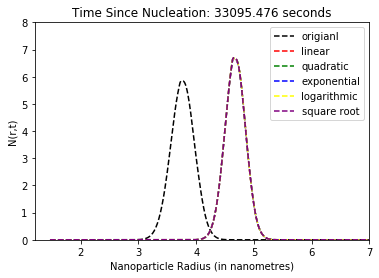 Time Since Nucleation: 33095.476 seconds
N(r,t)
8
7
6
5
4
3
2
1
0
origianl
linear
quadratic
exponential
logarithmic
square root
2 3 4 5 6 7
Nanoparticle Radius (in nanometres)